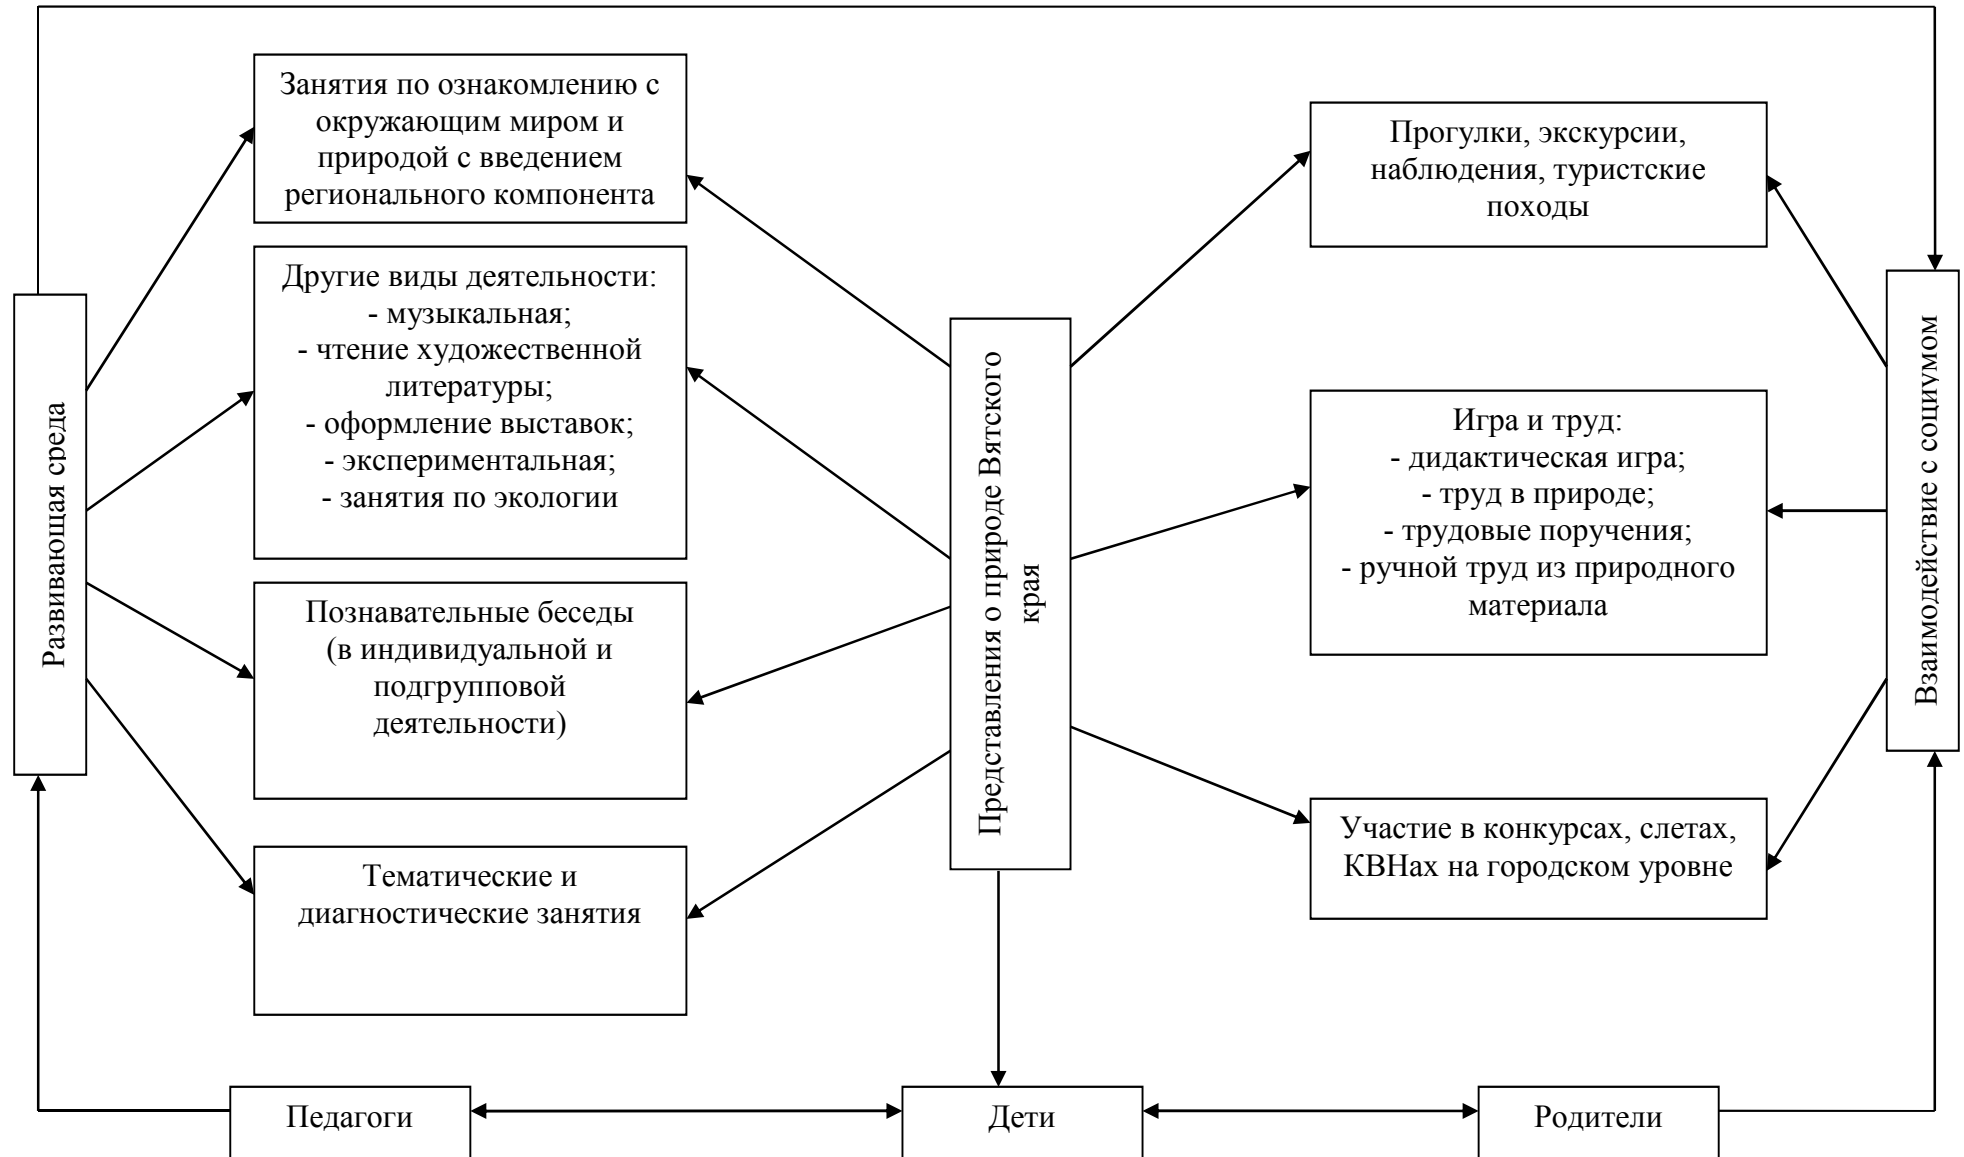 Занятия по ознакомлению с
окружающим миром и
природой с введением
регионального компонента
Прогулки, экскурсии,
наблюдения, туристские
походы
Другие виды деятельности:
- музыкальная;
- чтение художественной
литературы;
- оформление выставок;
- экспериментальная;
- занятия по экологии
Развивающая среда
Представления о природе Вятского
края
Игра и труд:
- дидактическая игра;
- труд в природе;
- трудовые поручения;
- ручной труд из природного
материала
Взаимодействие с социумом
Познавательные беседы
(в индивидуальной и
подгрупповой
деятельности)
Участие в конкурсах, слетах,
КВНах на городском уровне
Тематические и
диагностические занятия
Педагоги
Дети
Родители